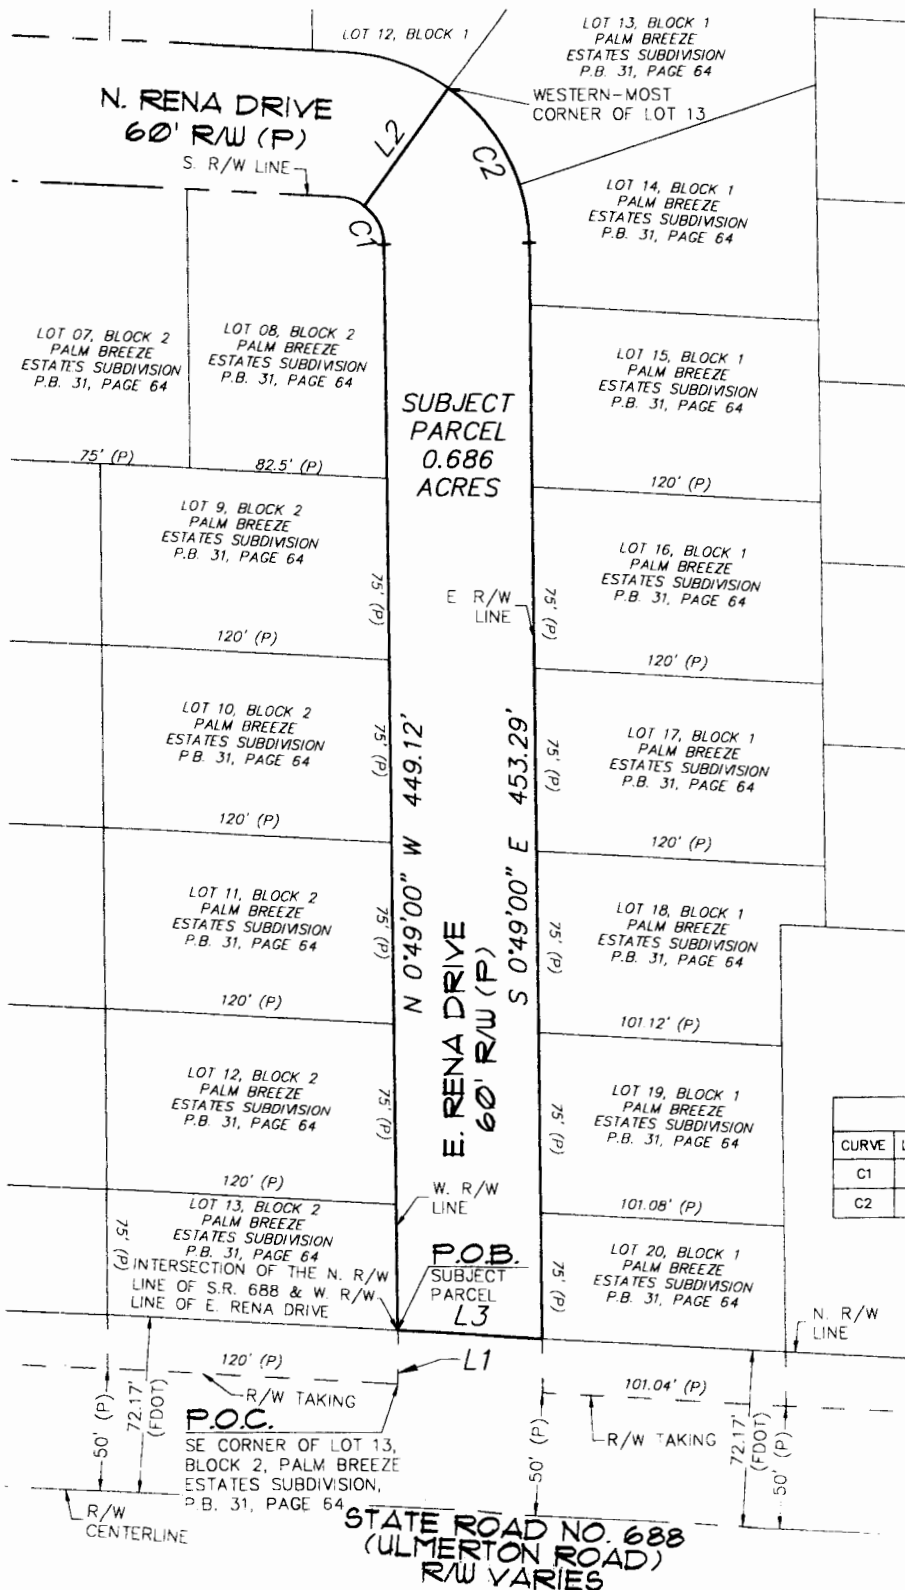 LOT 12, BLOCK 1
LOT 13, BLOCK 1
PALM BREEZE
ESTATES SUBDIVISION
P.B. 31, PAGE 64
N. RENA DRIVE
60' R/W (P)
S. R/W LINE
L2
WESTERN-MOST
CORNER OF LOT 13
C2
C1
LOT 14, BLOCK 1
PALM BREEZE
ESTATES SUBDIVISION
P.B. 31, PAGE 64
LOT 07, BLOCK 2
PALM BREEZE
ESTATES SUBDIVISION
P.B. 31, PAGE 64
LOT 08, BLOCK 2
PALM BREEZE
ESTATES SUBDIVISION
P.B. 31, PAGE 64
LOT 15, BLOCK 1
PALM BREEZE
ESTATES SUBDIVISION
P.B. 31, PAGE 64
SUBJECT
PARCEL
0.686
ACRES
75' (P)
82.5' (P)
120' (P)
LOT 9, BLOCK 2
PALM BREEZE
ESTATES SUBDIVISION
P.B. 31, PAGE 64
75' (P)
E R/W
LINE
75' (P)
LOT 16, BLOCK 1
PALM BREEZE
ESTATES SUBDIVISION
P.B. 31, PAGE 64
120' (P)
120' (P)
LOT 10, BLOCK 2
PALM BREEZE
ESTATES SUBDIVISION
P.B. 31, PAGE 64
75' (P)
N 0°49'00" W 449.12'
S 0°49'00" E 453.29'
75' (P)
LOT 17, BLOCK 1
PALM BREEZE
ESTATES SUBDIVISION
P.B. 31, PAGE 64
120' (P)
120' (P)
LOT 11, BLOCK 2
PALM BREEZE
ESTATES SUBDIVISION
P.B. 31, PAGE 64
75' (P)
75' (P)
LOT 18, BLOCK 1
PALM BREEZE
ESTATES SUBDIVISION
P.B. 31, PAGE 64
120' (P)
E. RENA DRIVE
60' R/W (P)
101.12' (P)
LOT 12, BLOCK 2
PALM BREEZE
ESTATES SUBDIVISION
P.B. 31, PAGE 64
75' (P)
75' (P)
LOT 19, BLOCK 1
PALM BREEZE
ESTATES SUBDIVISION
P.B. 31, PAGE 64
CURVE
C1
C2
120' (P)
W. R/W
LINE
101.08' (P)
LOT 13, BLOCK 2
PALM BREEZE
ESTATES SUBDIVISION
P.B. 31, PAGE 64
75' (P)
INTERSECTION OF THE N. R/W
LINE OF S.R. 688 & W. R/W
LINE OF E. RENA DRIVE
P.O.B.
SUBJECT
PARCEL
L3
75' (P)
LOT 20, BLOCK 1
PALM BREEZE
ESTATES SUBDIVISION
P.B. 31, PAGE 64
N. R/W
LINE
120' (P)
L1
101.04' (P)
R/W TAKING
50' (P)
72.17'
(FDOT)
P.O.C.
SE CORNER OF LOT 13,
BLOCK 2, PALM BREEZE
ESTATES SUBDIVISION,
P.B. 31, PAGE 64
50' (P)
R/W TAKING
72.17'
(FDOT)
50' (P)
R/W
CENTERLINE
STATE ROAD NO. 688
(ULMERTON ROAD)
R/W VARIES